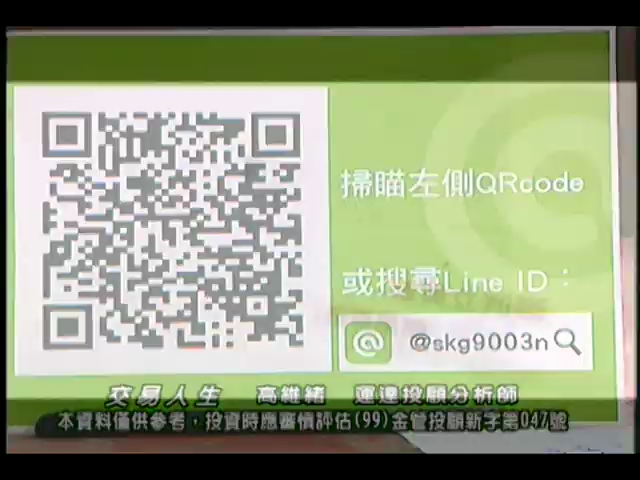 掃瞄左側QRcode
或搜尋Line ID：
@skg9003n
交易人生 高維緒 運達投顧分析師
本資料僅供參考，投資時應審慎評估(99)金管投顧新字第047號